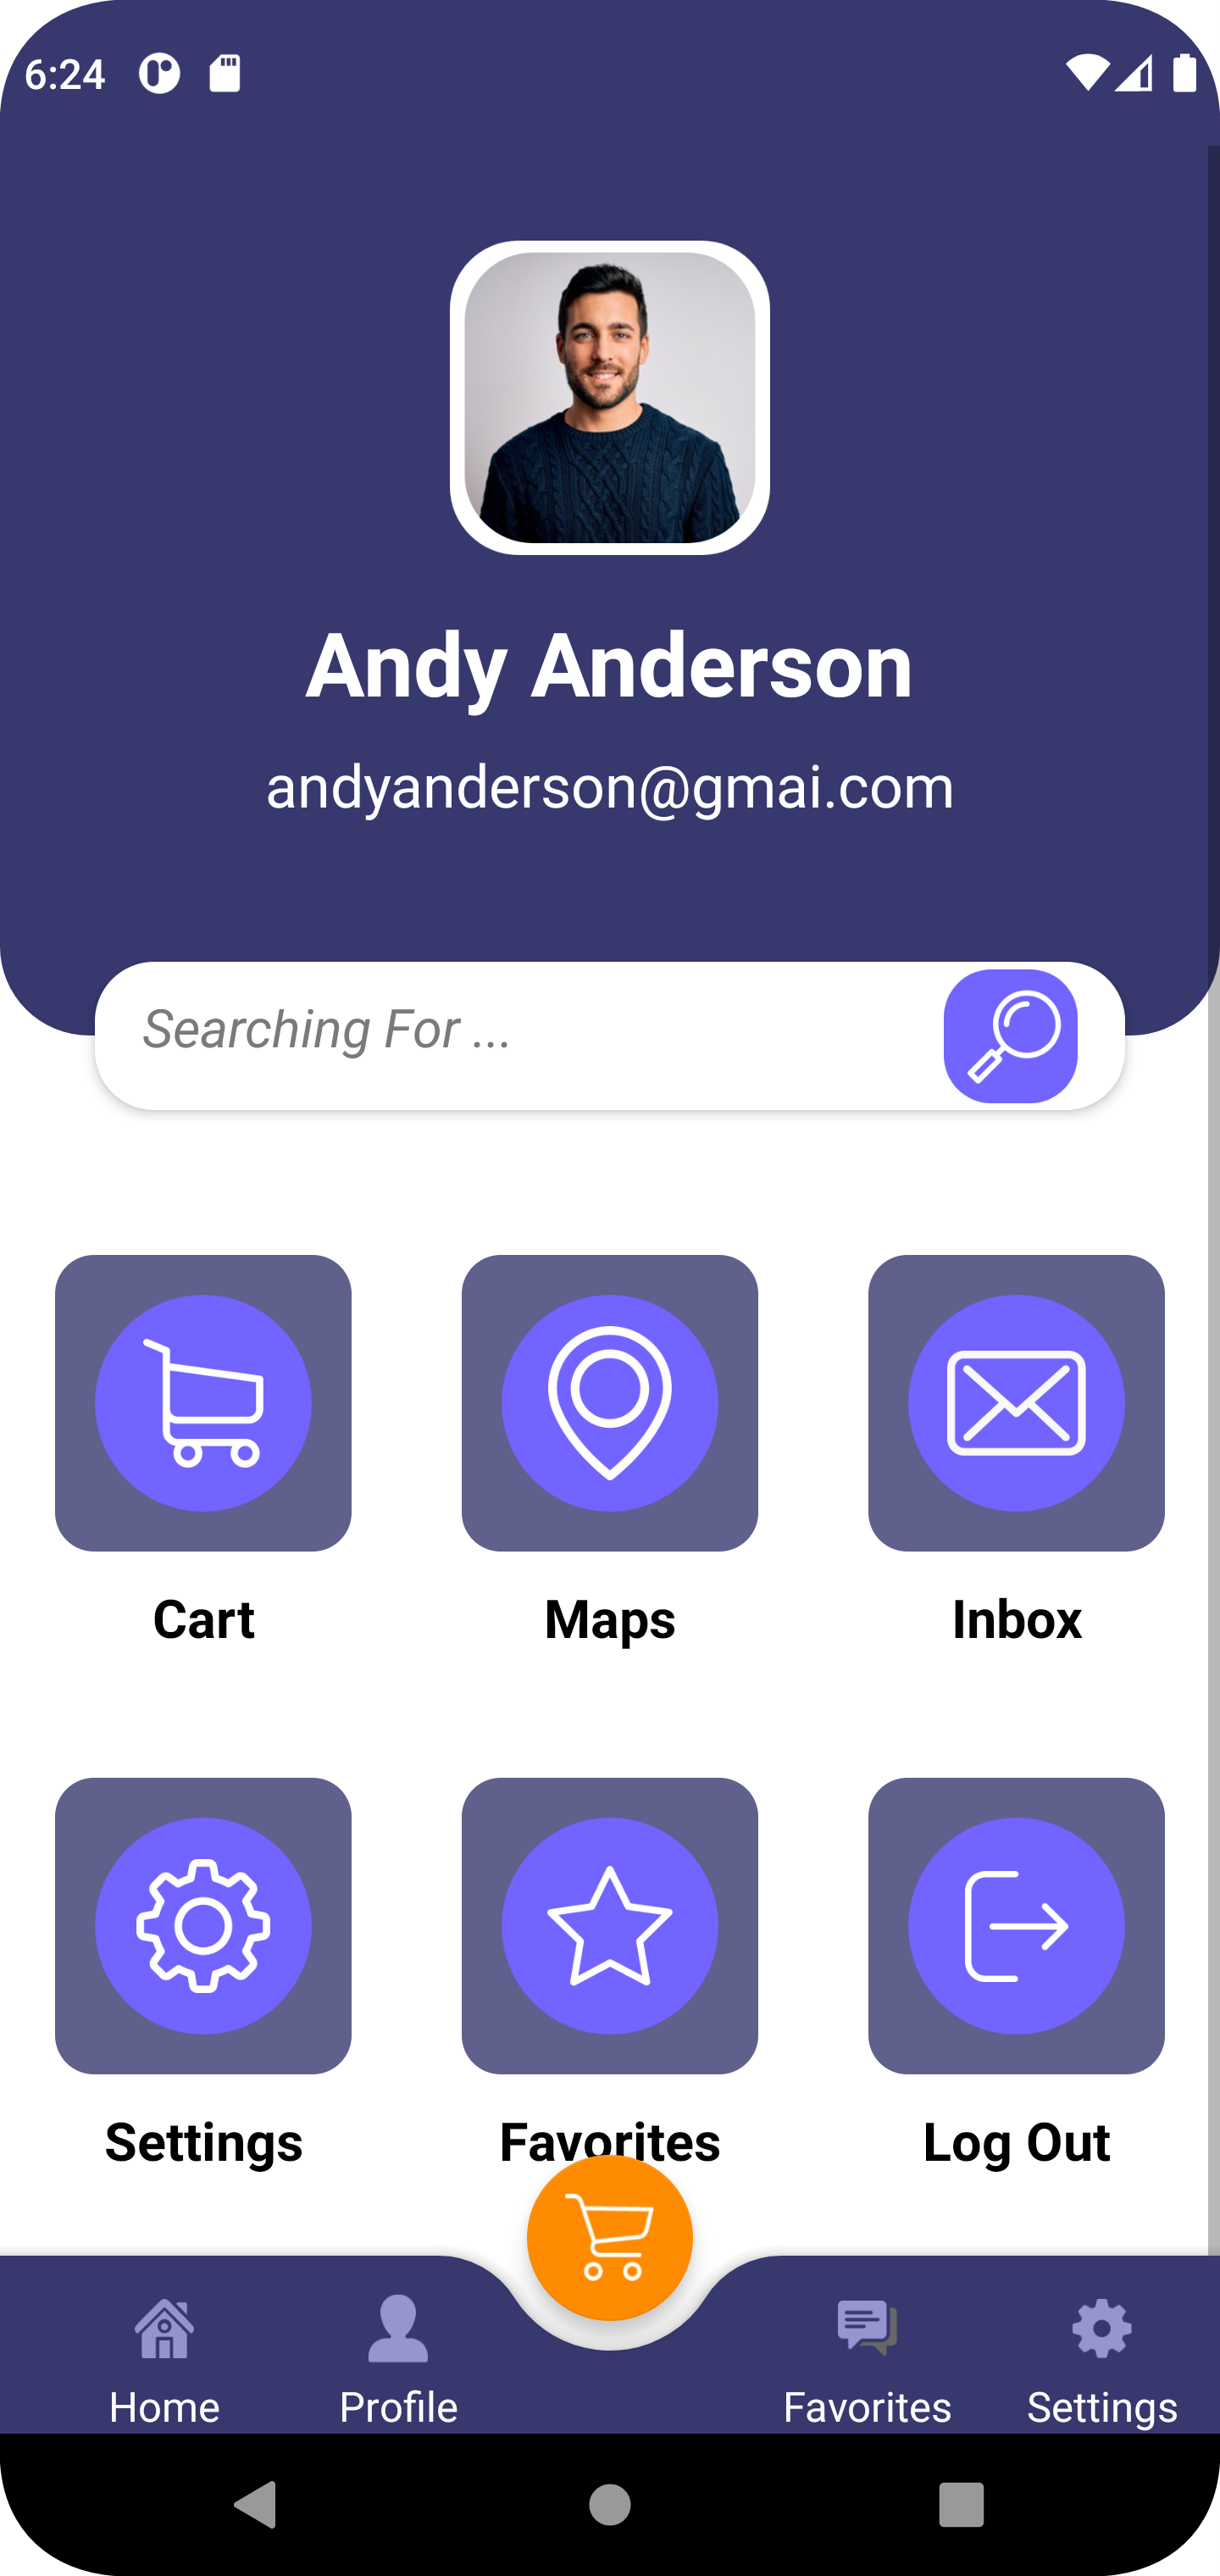 6:24
Andy Anderson
andyanderson@gmai.com
Searching For ...
Cart Maps Inbox
Settings Favorites Log Out
Home Profile Favorites Settings